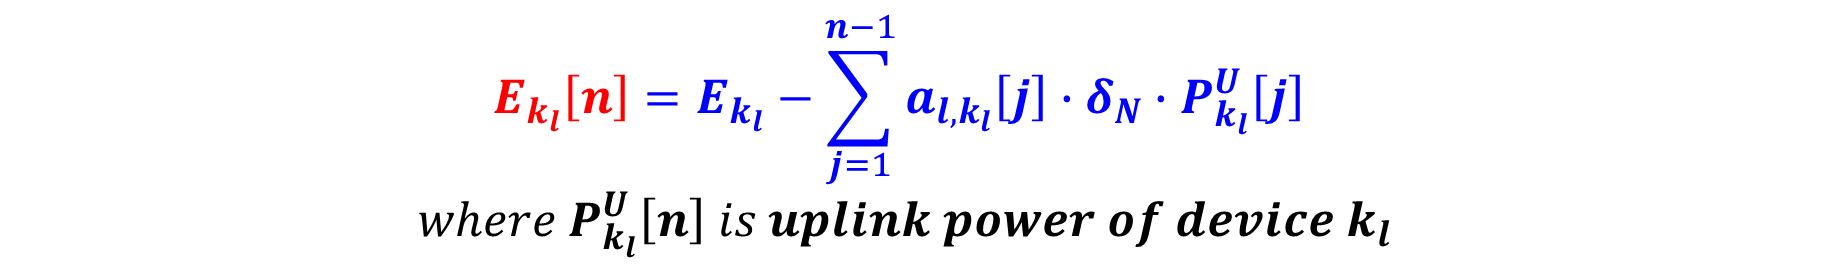 E_{k_l}[n] = E_{k_l} − \sum_{j=1}^{n−1} a_{l,k_l}[j] · δ_N · P^U_{k_l}[j]
where P^U_{k_l}[n] is uplink power of device k_l